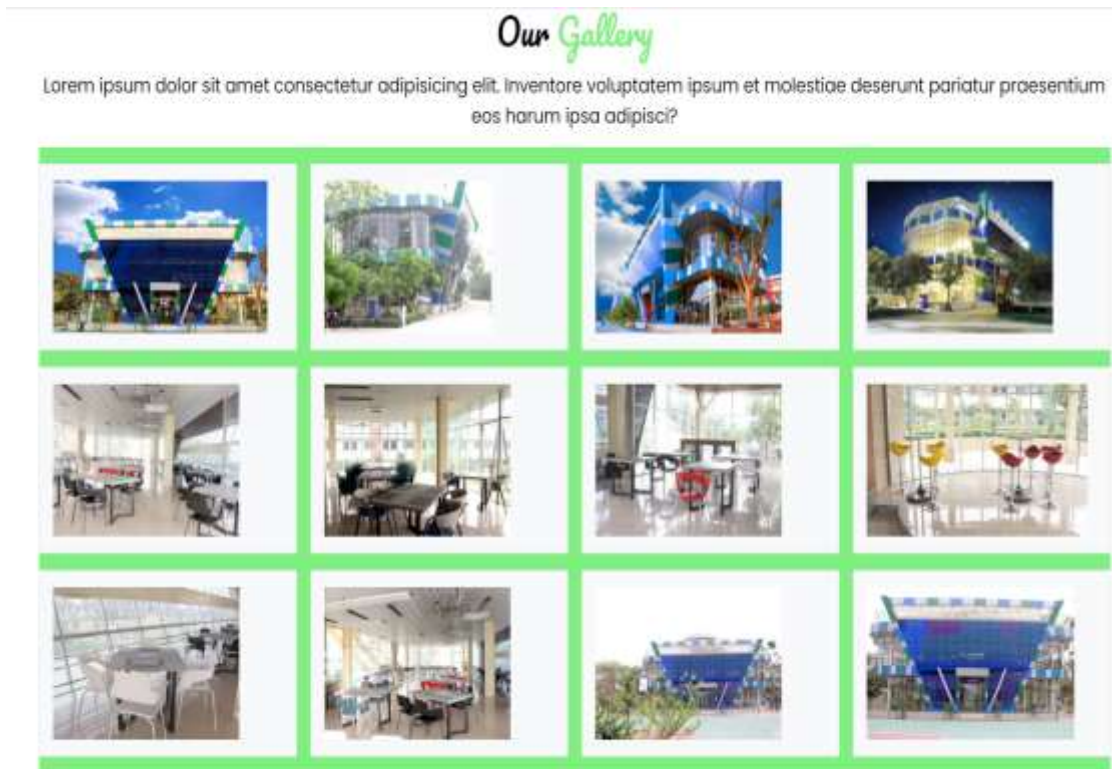 Our Gallery
Lorem ipsum dolor sit amet consectetur adipisicing elit. Inventore voluptatem ipsum et molestiae deserunt pariatur praesentium
eos harum ipsa adipisci?